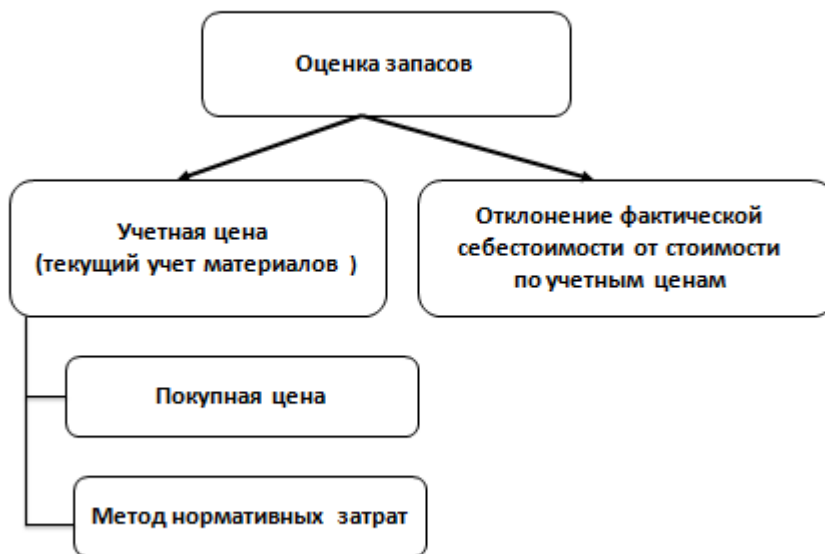 Оценка запасов
Учетная цена
(текущий учет материалов )
Отклонение фактической
себестоимости от стоимости
по учетным ценам
Покупная цена
Метод нормативных затрат